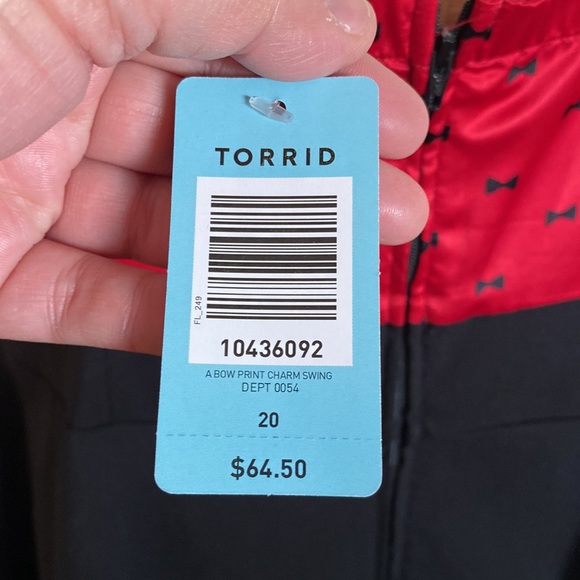 TORRID
FL_249
10436092
A BOW PRINT CHARM SWING
DEPT 0054
20
$64.50